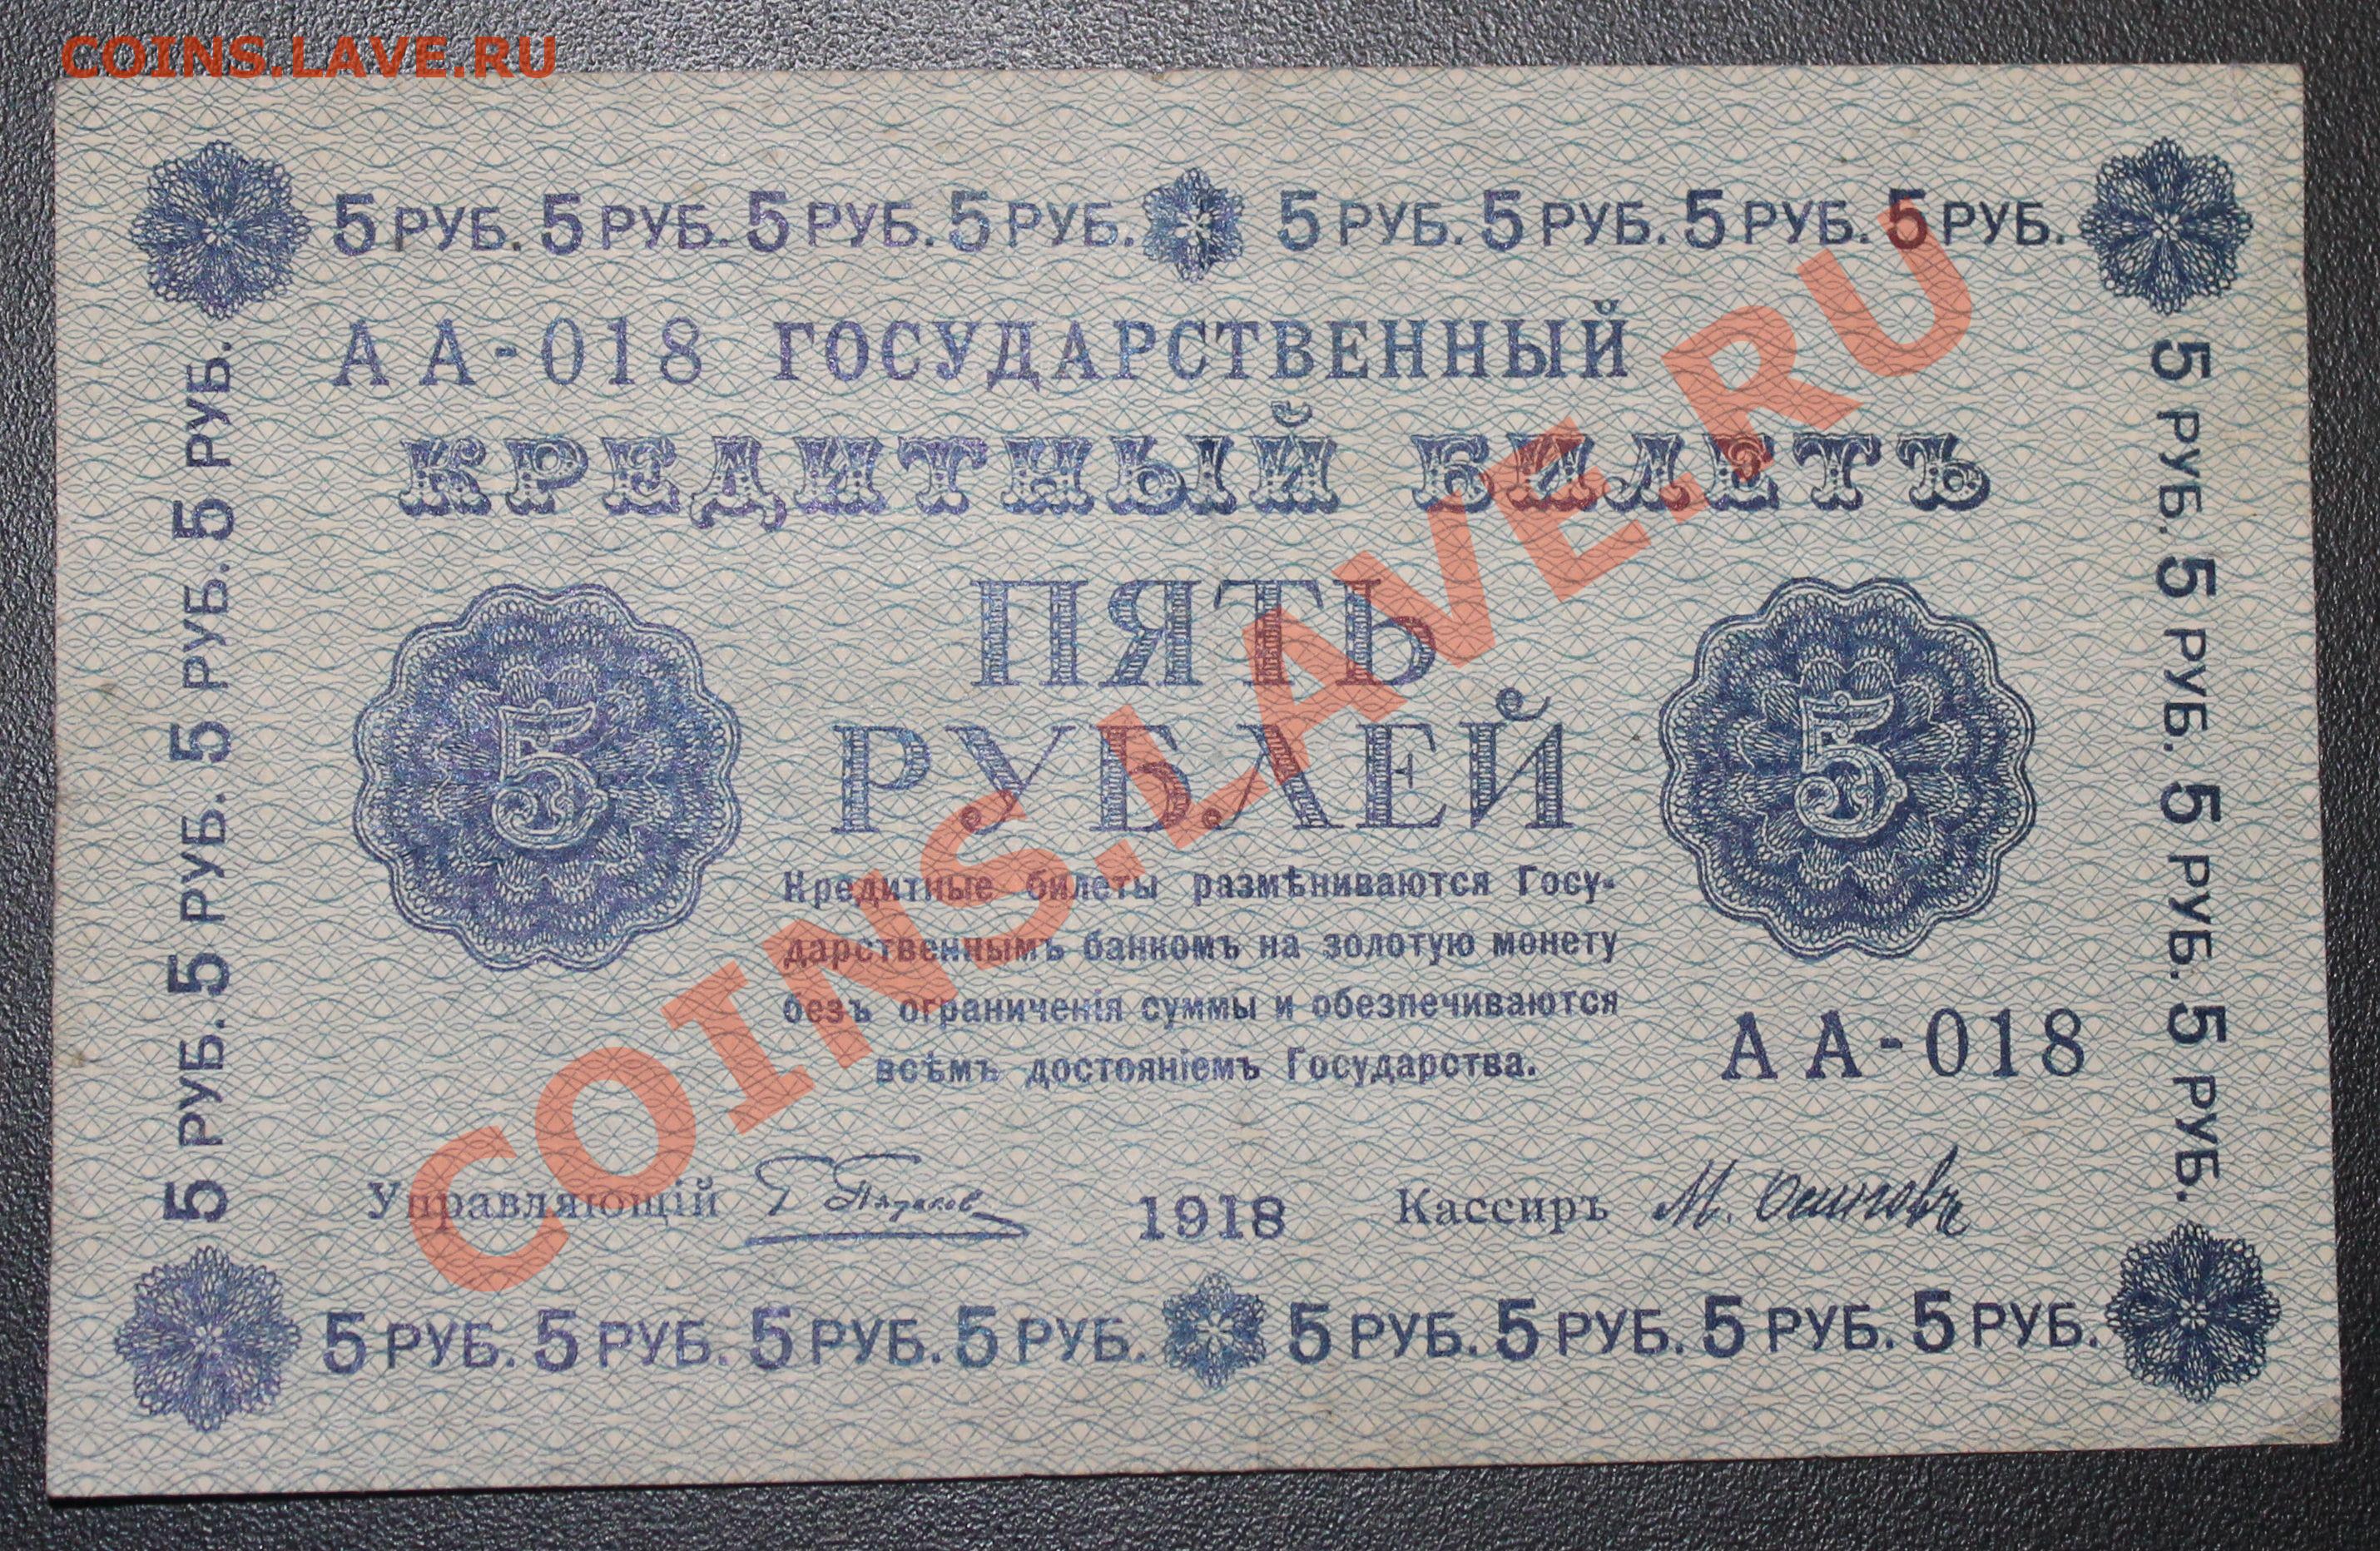 COINS.LAVE.RU
5 РУБ. 5 РУБ. 5 РУБ. 5 РУБ. 5 РУБ. 5 РУБ. 5 РУБ. 5 РУБ.
АА-018 ГОСУДАРСТВЕННЫЙ
КРЕДИТНЫЙ БИЛЕТЪ
ПЯТЬ
РУБЛЕЙ
5
5
Кредитные билеты размѣниваются Госу-
дарственнымъ банкомъ на золотую монету
безъ ограниченія суммы и обезпечиваются
всѣмъ достояніемъ Государства.
АА-018
Управляющій Г. Пятаков 1918 Кассиръ М. Осиповъ
5 РУБ. 5 РУБ. 5 РУБ. 5 РУБ. 5 РУБ. 5 РУБ. 5 РУБ. 5 РУБ.
5 РУБ. 5 РУБ. 5 РУБ. 5 РУБ.
5 РУБ. 5 РУБ. 5 РУБ. 5 РУБ.
COINS.LAVE.RU